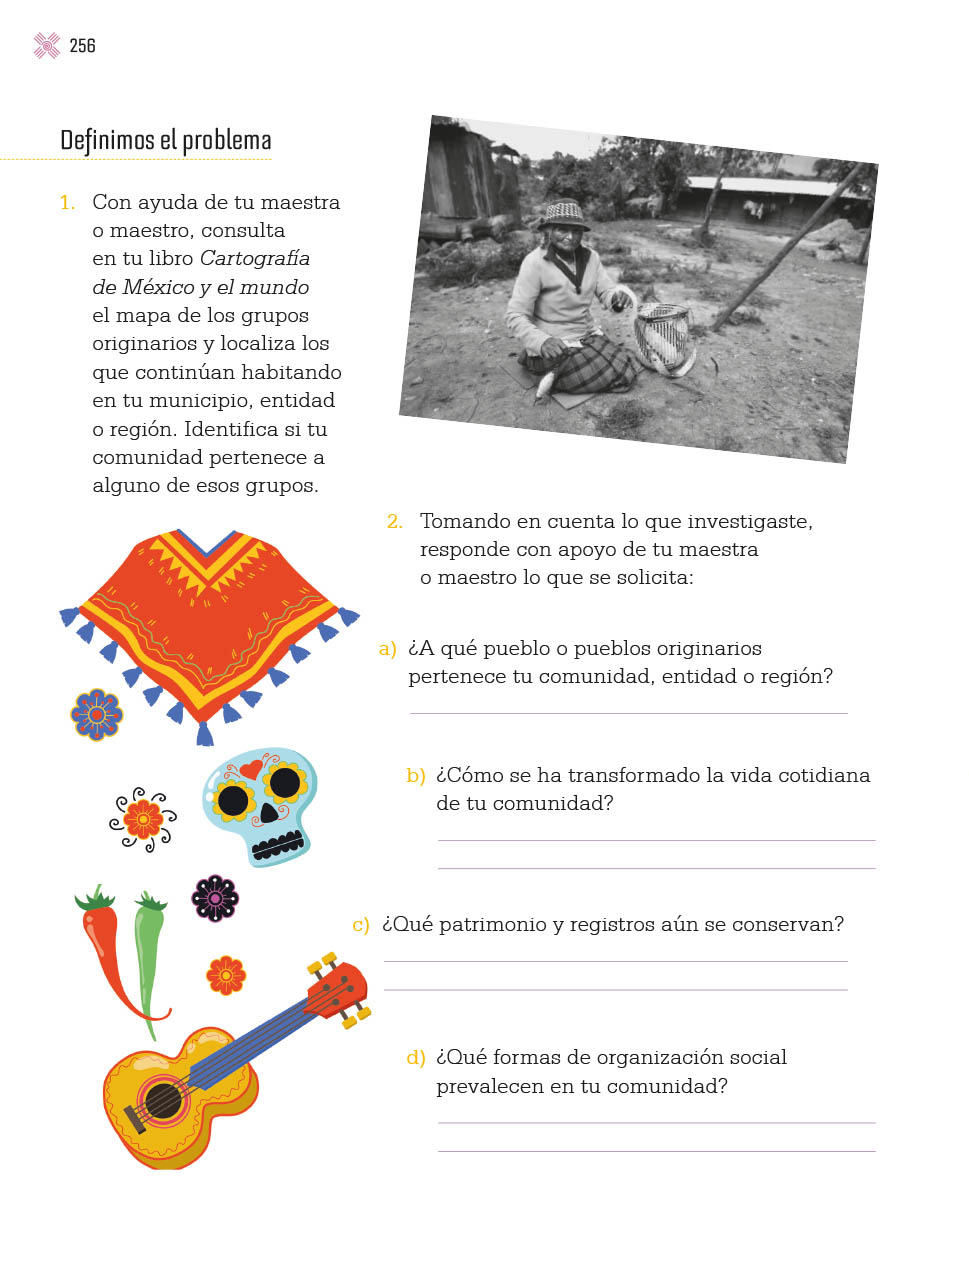 256
Definimos el problema
1. Con ayuda de tu maestra
o maestro, consulta
en tu libro Cartografía
de México y el mundo
el mapa de los grupos
originarios y localiza los
que continúan habitando
en tu municipio, entidad
o región. Identifica si tu
comunidad pertenece a
alguno de esos grupos.
2. Tomando en cuenta lo que investigaste,
responde con apoyo de tu maestra
o maestro lo que se solicita:
a) ¿A qué pueblo o pueblos originarios
pertenece tu comunidad, entidad o región?
b) ¿Cómo se ha transformado la vida cotidiana
de tu comunidad?
c) ¿Qué patrimonio y registros aún se conservan?
d) ¿Qué formas de organización social
prevalecen en tu comunidad?